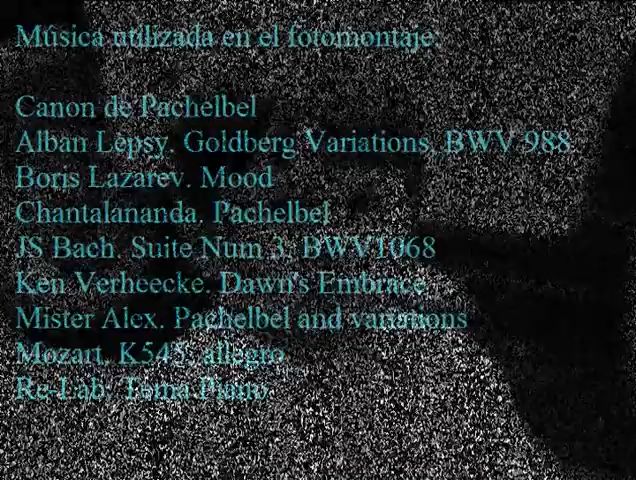 Música utilizada en el fotomontaje:
Canon de Pachelbel
Alban Lepsy. Goldberg Variations, BWV 988
Boris Lazarev. Mood
Chantalananda. Pachelbel
JS Bach. Suite Num 3. BWV1068
Ken Verheecke. Dawn's Embrace
Mister Alex. Pachelbel and variations
Mozart. K545. allegro
Re-Lab. Tema Piano